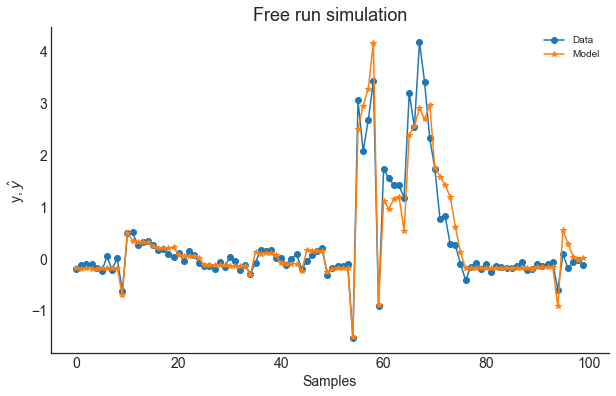 Free run simulation
Data
Model
y, ŷ
4
3
2
1
0
−1
0 20 40 60 80 100
Samples